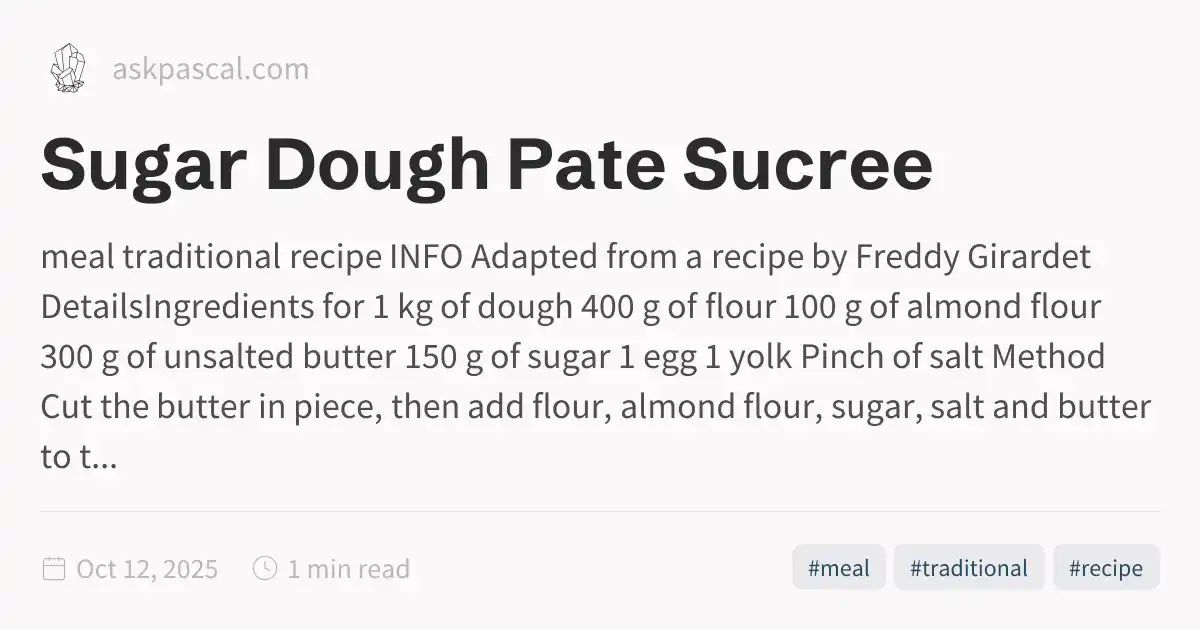 askpascal.com
Sugar Dough Pate Sucree
meal traditional recipe INFO Adapted from a recipe by Freddy Girardet
DetailsIngredients for 1 kg of dough 400 g of flour 100 g of almond flour
300 g of unsalted butter 150 g of sugar 1 egg 1 yolk Pinch of salt Method
Cut the butter in piece, then add flour, almond flour, sugar, salt and butter
to t...
Oct 12, 2025 1 min read #meal #traditional #recipe